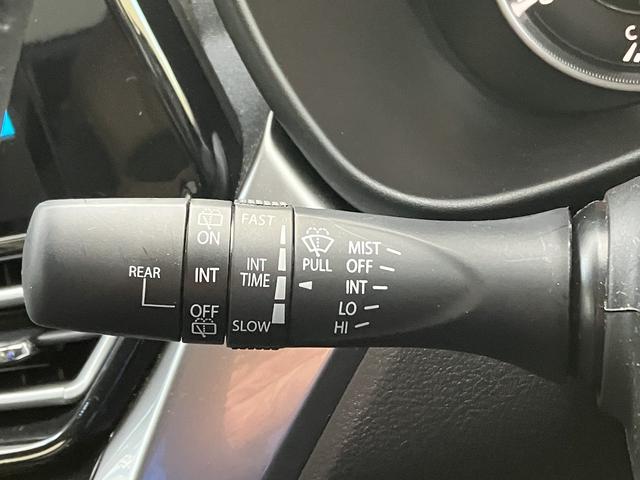 REAR
ON
INT
OFF
FAST
INT
TIME
SLOW
PULL
MIST
OFF
INT
LO
HI
C